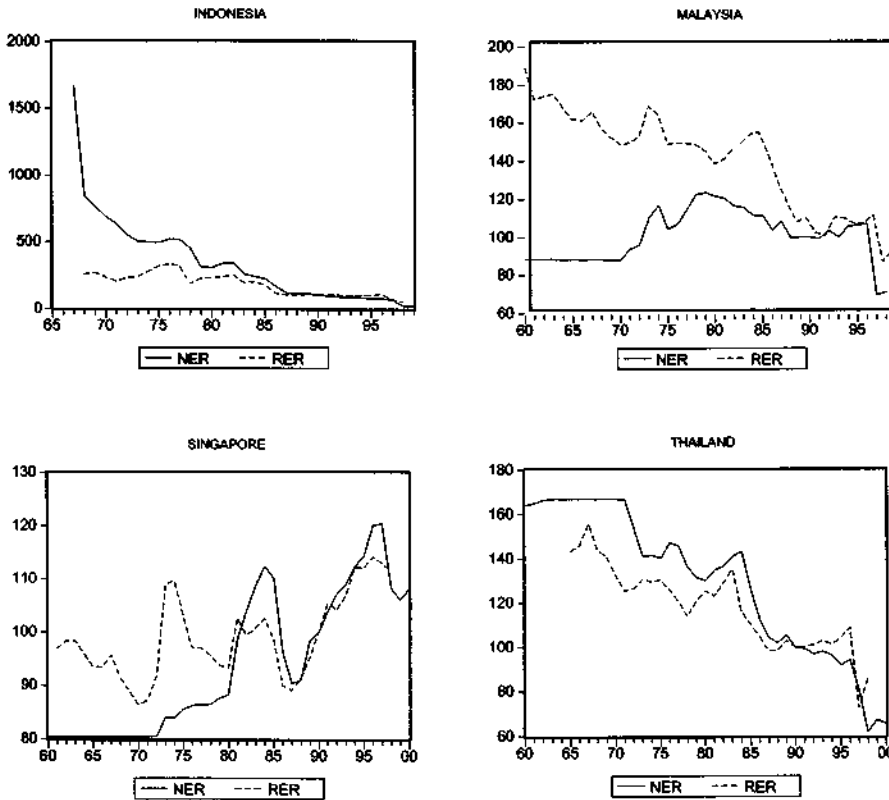 INDONESIA
2000
1500
1000
500
0
65 70 75 80 85 90 95
NER RER
MALAYSIA
200
180
160
140
120
100
80
60
60 65 70 75 80 85 90 95
NER RER
SINGAPORE
130
120
110
100
90
80
60 65 70 75 80 85 90 95 00
NER RER
THAILAND
180
160
140
120
100
80
60
60 65 70 75 80 85 90 95 00
NER RER